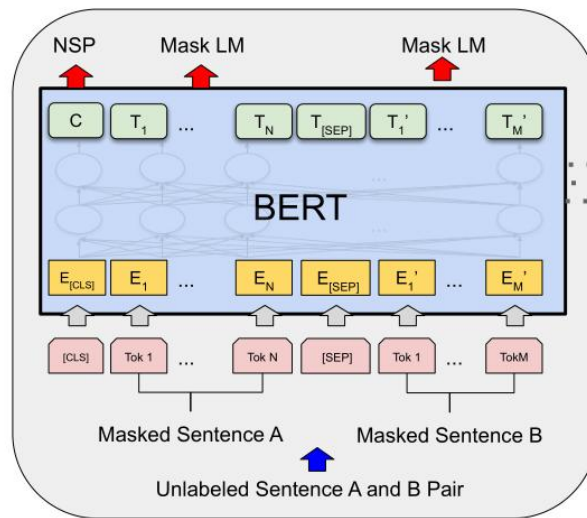 NSP Mask LM Mask LM
C T1 ... TN T[SEP] T1' ... TM'
...
BERT
...
E[CLS] E1 ... EN E[SEP] E1' ... EM'
[CLS] Tok 1 ... Tok N [SEP] Tok 1 ... TokM
Masked Sentence A Masked Sentence B
Unlabeled Sentence A and B Pair